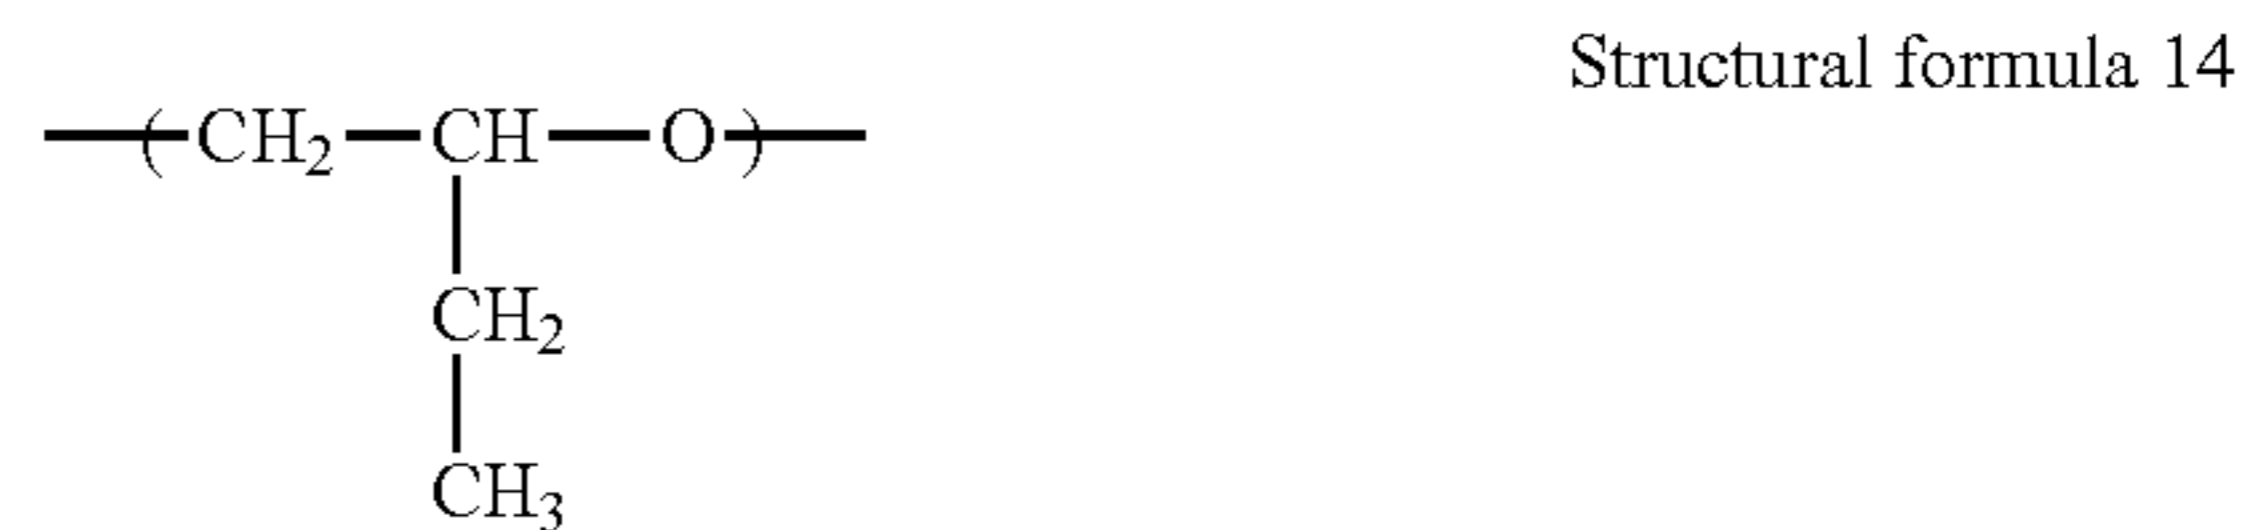 Structural formula 14
—(CH₂—CH—O)—
CH₂
CH₃